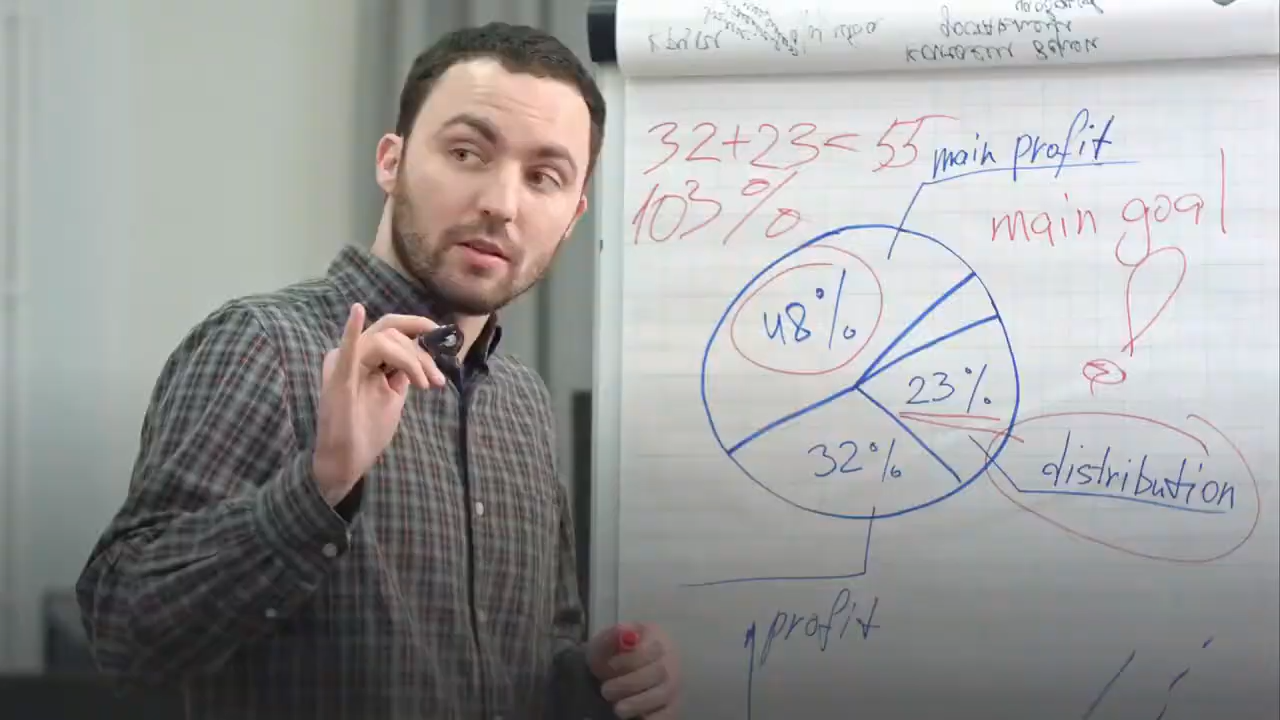 32+23= 55
main profit
103%
main goal
48%
23%
32%
distribution
profit